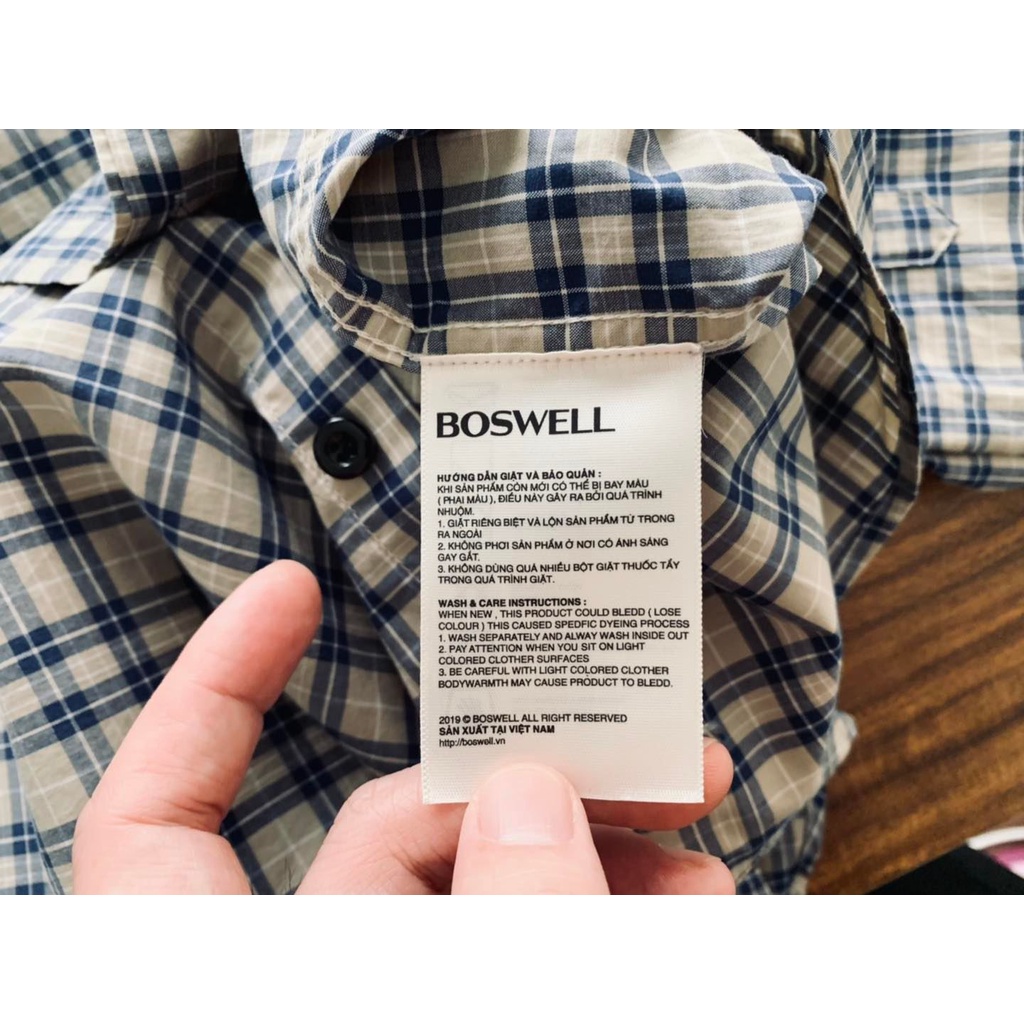 BOSWELL
HƯỚNG DẪN GIẶT VÀ BẢO QUẢN :
KHI SẢN PHẨM CÒN MỚI CÓ THỂ BỊ BAY MÀU
( PHAI MÀU ), ĐIỀU NÀY GÂY RA BỞI QUÁ TRÌNH
NHUỘM.
1. GIẶT RIÊNG BIỆT VÀ LỘN SẢN PHẨM TỪ TRONG
RA NGOÀI
2. KHÔNG PHƠI SẢN PHẨM Ở NƠI CÓ ÁNH SÁNG
GAY GẮT.
3. KHÔNG DÙNG QUÁ NHIỀU BỘT GIẶT THUỐC TẨY
TRONG QUÁ TRÌNH GIẶT.
WASH & CARE INSTRUCTIONS :
WHEN NEW , THIS PRODUCT COULD BLEDD ( LOSE
COLOUR ) THIS CAUSED SPEDFIC DYEING PROCESS
1. WASH SEPARATELY AND ALWAY WASH INSIDE OUT
2. PAY ATTENTION WHEN YOU SIT ON LIGHT
COLORED CLOTHER SURFACES
3. BE CAREFUL WITH LIGHT COLORED CLOTHER
BODYWARMTH MAY CAUSE PRODUCT TO BLEDD.
2019 © BOSWELL ALL RIGHT RESERVED
SẢN XUẤT TẠI VIỆT NAM
http://boswell.vn